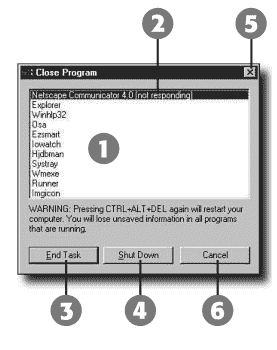 2
5
Close Program
Netscape Communicator 4.0 [not responding]
Explorer
Winhlp32
Osa
Ezsmart
Iowatch
Hjdbman
Systray
Wmexe
Runner
Imgicon
1
WARNING: Pressing CTRL+ALT+DEL again will restart your
computer. You will lose unsaved information in all programs
that are running.
End Task
Shut Down
Cancel
3
4
6